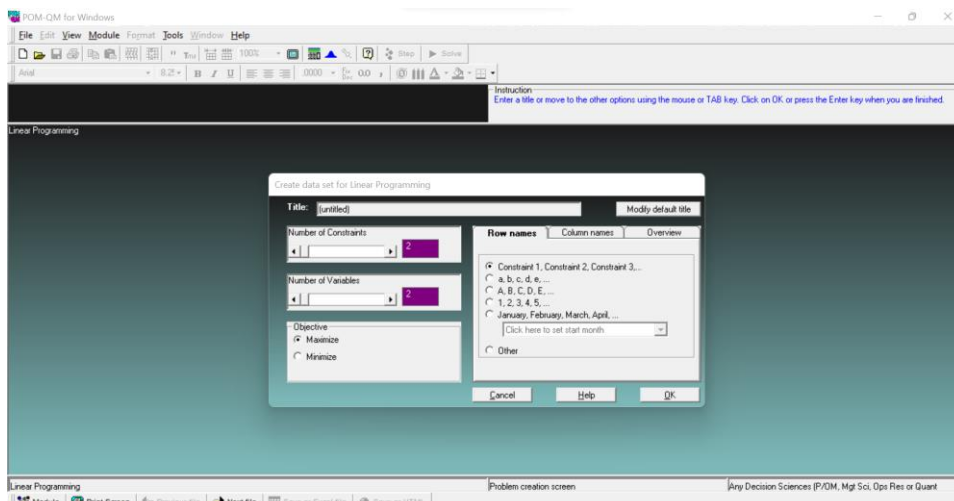 POM-QM for Windows
File Edit View Module Format Tools Window Help
100% Step Solve
Arial 8.25 B I U .0000 0.0 ,
Instruction
Enter a title or move to the other options using the mouse or TAB key. Click on OK or press the Enter key when you are finished.
Linear Programming
Create data set for Linear Programming
Title: (untitled) Modify default title
Number of Constraints
2
Number of Variables
2
Objective
Maximize
Minimize
Row names Column names Overview
Constraint 1, Constraint 2, Constraint 3,...
a, b, c, d, e, ...
A, B, C, D, E, ...
1, 2, 3, 4, 5, ...
January, February, March, April, ...
Click here to set start month
Other
Cancel Help OK
Linear Programming Problem creation screen Any Decision Sciences (P/OM, Mgt Sci, Ops Res or Quant